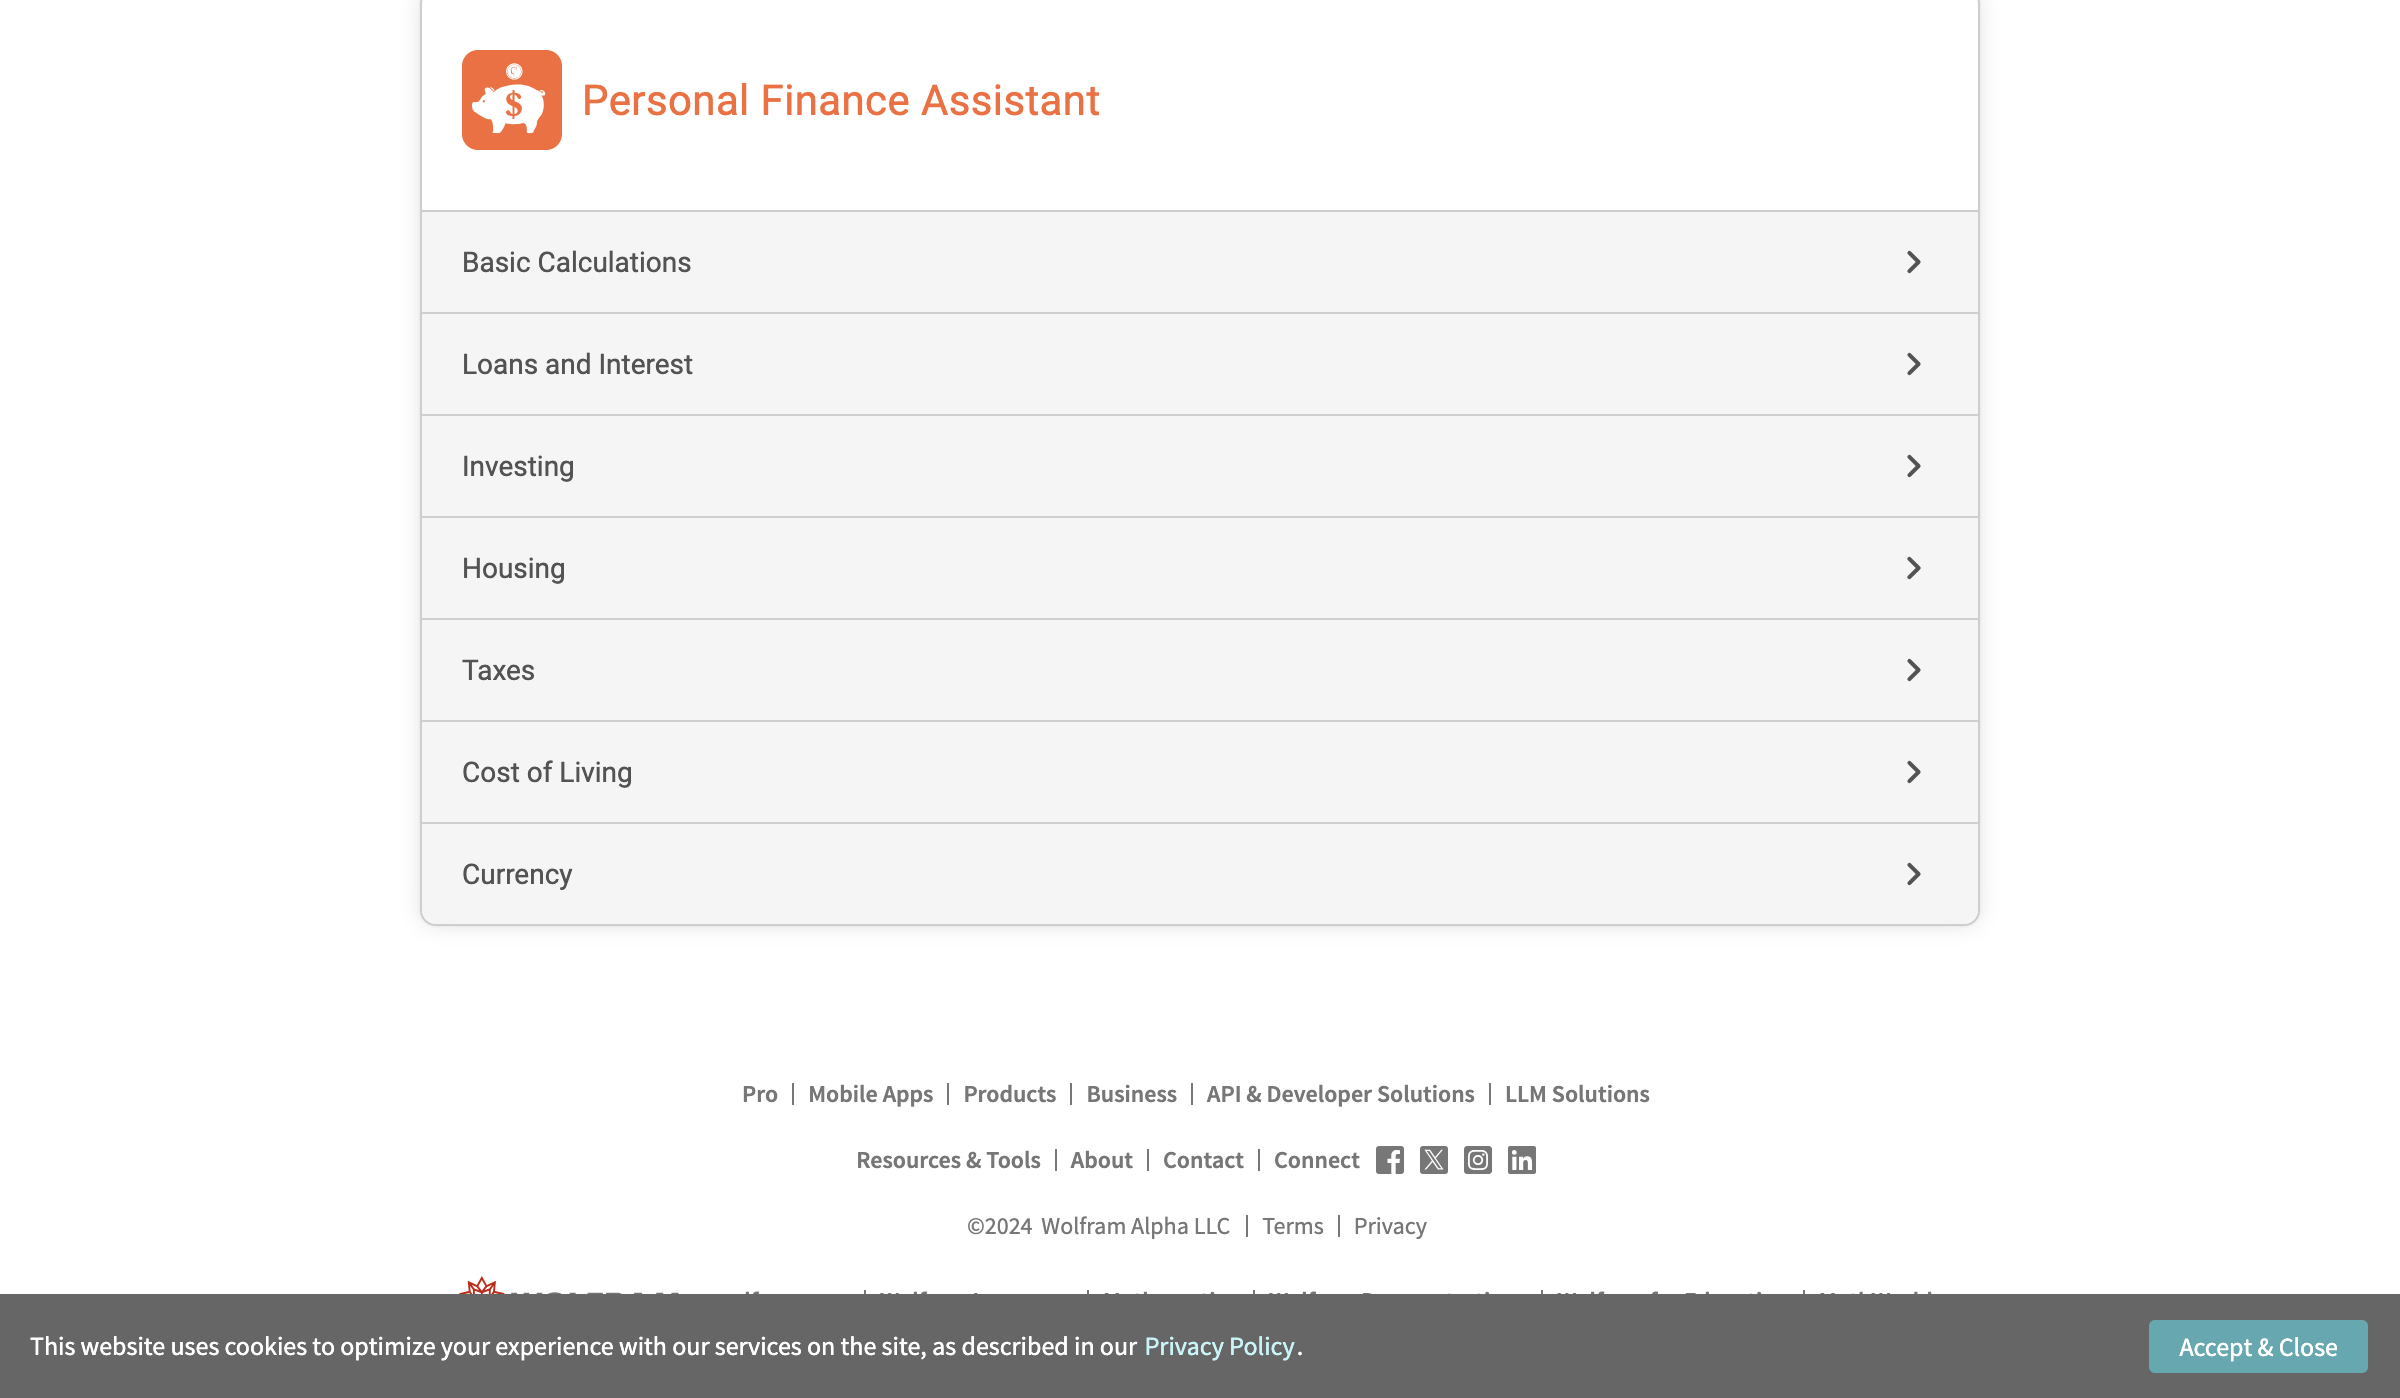 Personal Finance Assistant
Basic Calculations
Loans and Interest
Investing
Housing
Taxes
Cost of Living
Currency
Pro | Mobile Apps | Products | Business | API & Developer Solutions | LLM Solutions
Resources & Tools | About | Contact | Connect
©2024 Wolfram Alpha LLC | Terms | Privacy
This website uses cookies to optimize your experience with our services on the site, as described in our Privacy Policy.
Accept & Close